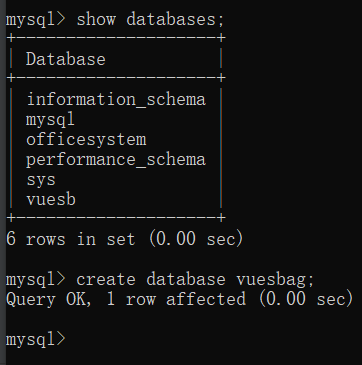 mysql> show databases;
+--------------------+
| Database           |
+--------------------+
| information_schema |
| mysql              |
| officesystem       |
| performance_schema |
| sys                |
| vuesb              |
+--------------------+
6 rows in set (0.00 sec)
mysql> create database vuesbag;
Query OK, 1 row affected (0.00 sec)
mysql>